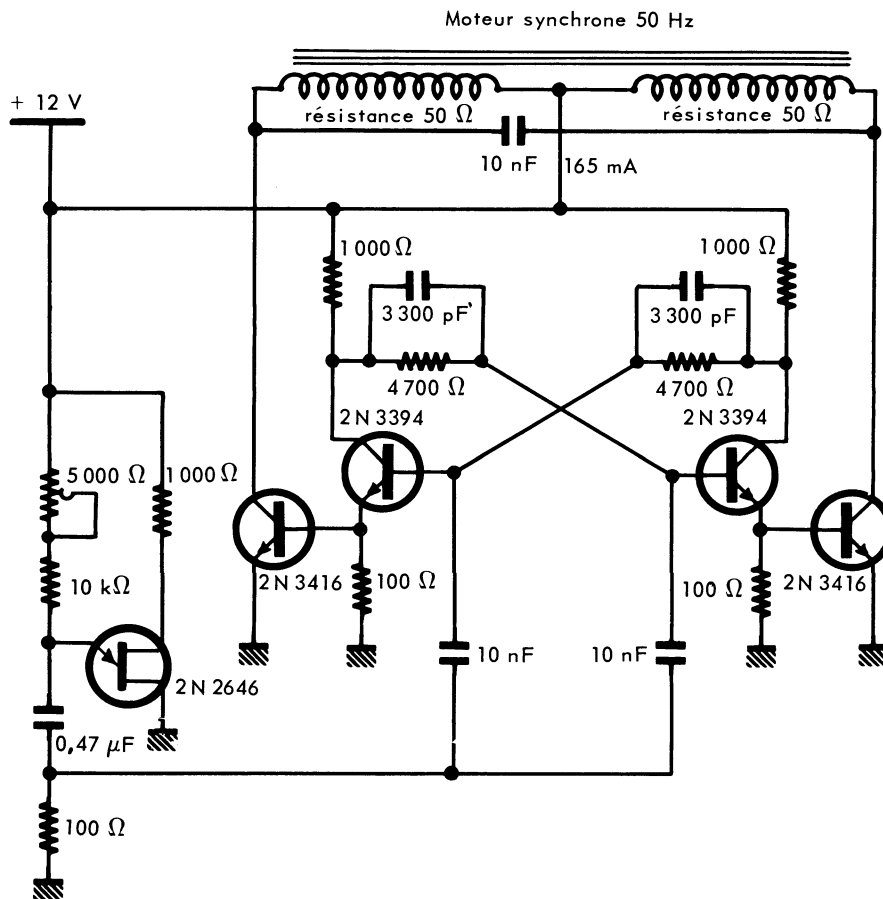 Moteur synchrone 50 Hz
+ 12 V
résistance 50 Ω
résistance 50 Ω
10 nF
165 mA
1 000 Ω
1 000 Ω
3 300 pF
3 300 pF
4 700 Ω
4 700 Ω
2 N 3394
2 N 3394
5 000 Ω
1 000 Ω
10 kΩ
2 N 3416
100 Ω
100 Ω
2 N 3416
10 nF
10 nF
2 N 2646
0,47 µF
100 Ω